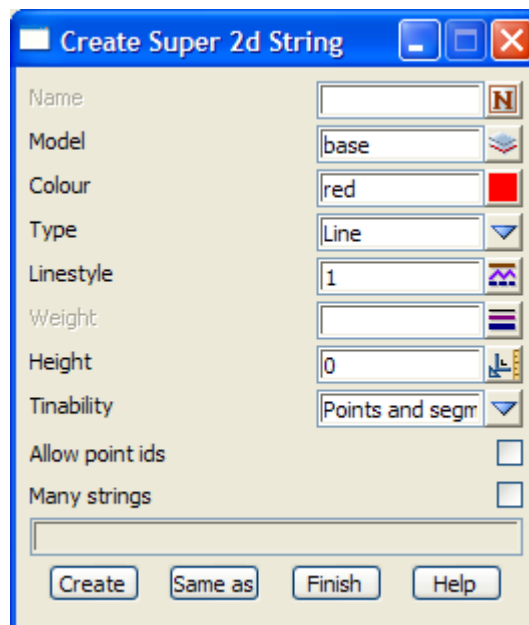 Create Super 2d String
Name N
Model base
Colour red
Type Line
Linestyle 1
Weight
Height 0
Tinability Points and segm
Allow point ids
Many strings
Create Same as Finish Help